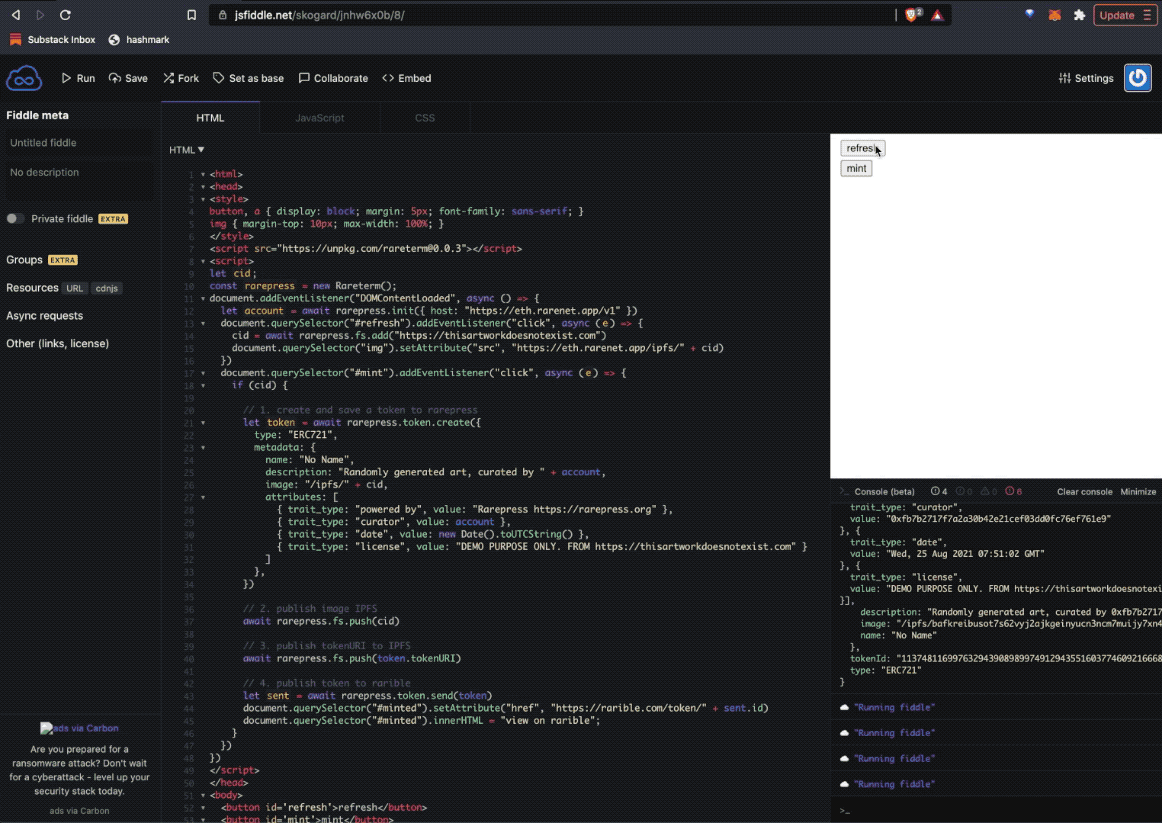 jsfiddle.net/skogard/jnhw6x0b/8/
2
Update
Substack Inbox
hashmark
Run
Save
Fork
Set as base
Collaborate
Embed
Settings
Fiddle meta
Untitled fiddle
No description
Private fiddle EXTRA
Groups EXTRA
Resources URL cdnjs
Async requests
Other (links, license)
ads via Carbon
Are you prepared for a
ransomware attack? Don't wait
for a cyberattack - level up your
security stack today.
ads via Carbon
HTML
JavaScript
CSS
HTML ▼
1 <html>
2 <head>
3 <style>
4 button, a { display: block; margin: 5px; font-family: sans-serif; }
5 img { margin-top: 10px; max-width: 100%; }
6 </style>
7 <script src="https://unpkg.com/rareterm@0.0.3"></script>
8 <script>
9 let cid;
10 const rarepress = new Rareterm();
11 document.addEventListener("DOMContentLoaded", async () => {
12 let account = await rarepress.init({ host: "https://eth.rarenet.app/v1" })
13 document.querySelector("#refresh").addEventListener("click", async (e) => {
14 cid = await rarepress.fs.add("https://thisartworkdoesnotexist.com")
15 document.querySelector("img").setAttribute("src", "https://eth.rarenet.app/ipfs/" + cid)
16 })
17 document.querySelector("#mint").addEventListener("click", async (e) => {
18 if (cid) {
19
20 // 1. create and save a token to rarepress
21 let token = await rarepress.token.create({
22 type: "ERC721",
23 metadata: {
24 name: "No Name",
25 description: "Randomly generated art, curated by " + account,
26 image: "/ipfs/" + cid,
27 attributes: [
28 { trait_type: "powered by", value: "Rarepress https://rarepress.org" },
29 { trait_type: "curator", value: account },
30 { trait_type: "date", value: new Date().toUTCString() },
31 { trait_type: "license", value: "DEMO PURPOSE ONLY. FROM https://thisartworkdoesnotexist.com" }
32 ]
33 },
34 })
35
36 // 2. publish image IPFS
37 await rarepress.fs.push(cid)
38
39 // 3. publish tokenURI to IPFS
40 await rarepress.fs.push(token.tokenURI)
41
42 // 4. publish token to rarible
43 let sent = await rarepress.token.send(token)
44 document.querySelector("#minted").setAttribute("href", "https://rarible.com/token/" + sent.id)
45 document.querySelector("#minted").innerHTML = "view on rarible";
46 }
47 })
48 })
49 </script>
50 </head>
51 <body>
52 <button id='refresh'>refresh</button>
53 <button id='mint'>mint</button>
refresh
mint
Console (beta) 4 0 0 6 Clear console Minimize
trait_type: "curator",
value: "0xfb7b2717f7a2a30b42e21cef03dd0fc76ef761e9"
}, {
trait_type: "date",
value: "Wed, 25 Aug 2021 07:51:02 GMT"
}, {
trait_type: "license",
value: "DEMO PURPOSE ONLY. FROM https://thisartworkdoesnotexi
}],
description: "Randomly generated art, curated by 0xfb7b2717
image: "/ipfs/bafkreibusot7s62vyj2ajkgeinyucn3ncm7muijy7xn4
name: "No Name"
},
tokenId: "11374811699763294390898997491294355160377460921 6668
type: "ERC721"
}
"Running fiddle"
"Running fiddle"
"Running fiddle"
"Running fiddle"
>_